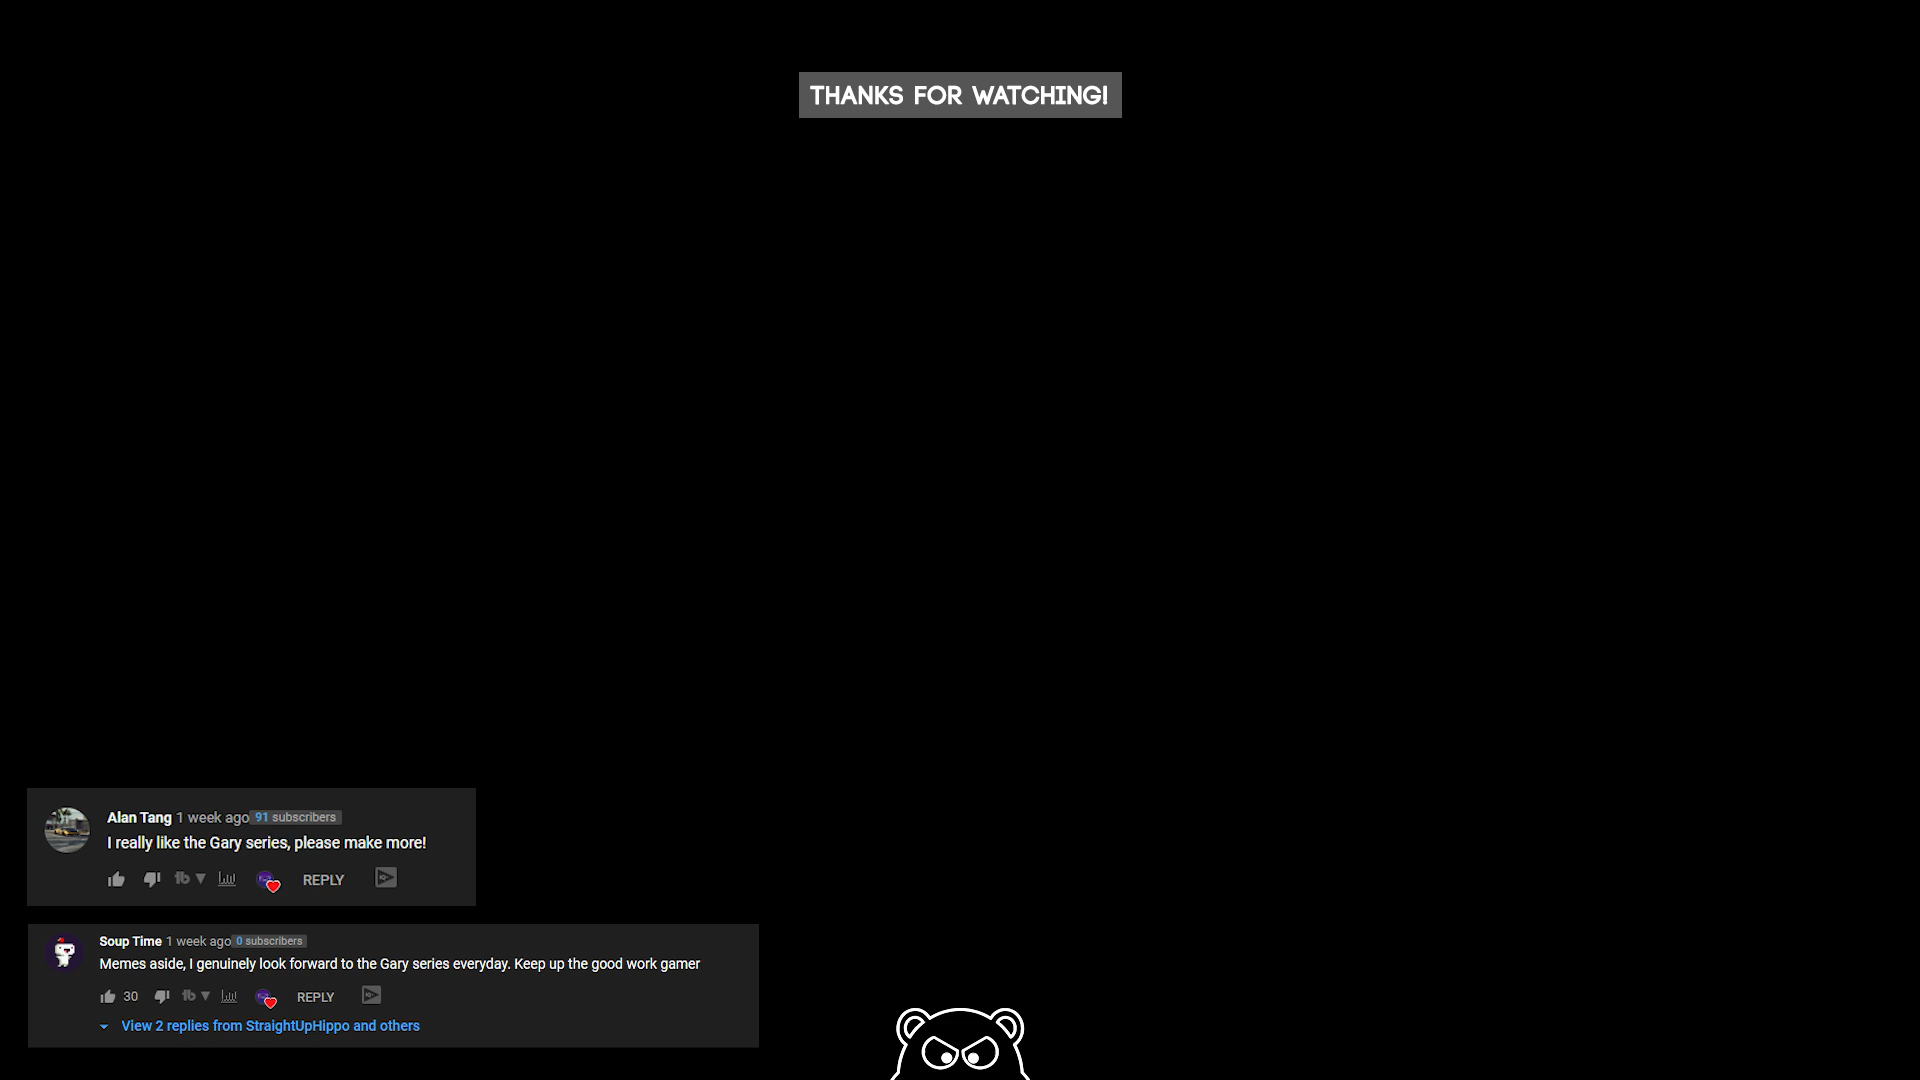 THANKS FOR WATCHING!
Alan Tang 1 week ago 91 subscribers
I really like the Gary series, please make more!
REPLY
Soup Time 1 week ago 0 subscribers
Memes aside, I genuinely look forward to the Gary series everyday. Keep up the good work gamer
30 REPLY
View 2 replies from StraightUpHippo and others